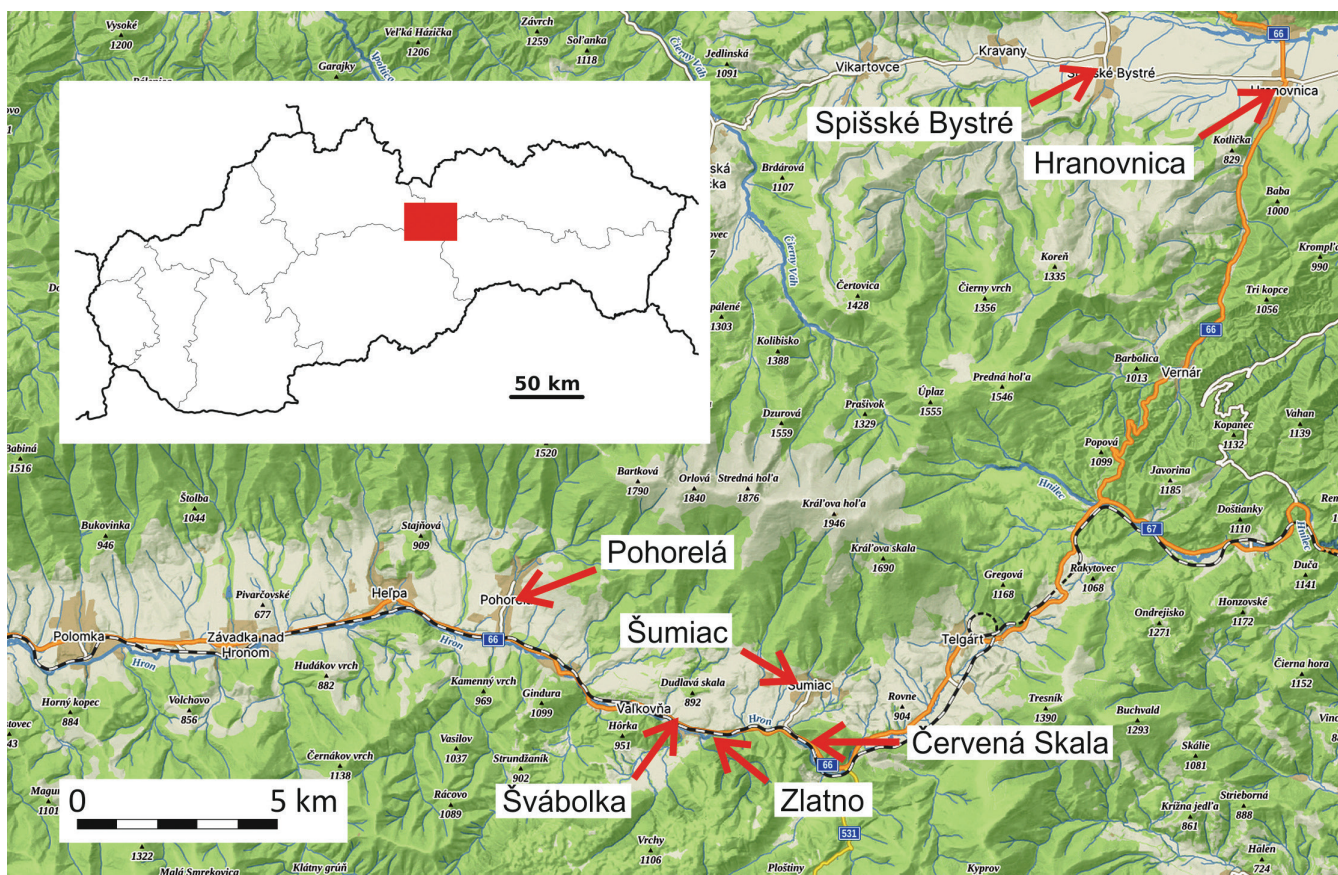 Vysoké
1200
Veľká Házička
1206
Závrch
1259
Soľanka
1118
Garajky
Čierny Váh
Jedlinská
1091
Vikartovce
Kravany
Spišské Bystré
66
Hranovnica
Spišské Bystré
Hranovnica
Kotlička
829
Brdárová
1107
Baba
1000
Čierny Váh
Koreň
1335
990
Čertovica
1428
Čierny vrch
1356
Tri kopce
1056
1303
Kolibisko
1388
66
Barbolica
1013
Vernár
Predná hoľa
1546
Úplaz
1555
Prašivok
1329
Dzurová
1559
Kopanec
1132
Vahan
1139
50 km
Babiná
1516
1520
Popová
1099
Javorina
1185
Bartková
1790
Orlová
1840
Stredná hoľa
1876
Kráľova hoľa
1946
Hnilec
Štolba
1044
Bukovinka
946
Stajňová
909
67
Doštianky
1110
Hnilec
Kráľova skala
1690
Pohorelá
Gregová
1168
Rakytovec
1068
Dučá
1141
Pivarčovské
677
Heľpa
Pohorelá
Ondrejisko
1271
Honzovské
1172
Polomka
Závadka nad
Hronom
66
Hron
Hron
Šumiac
Telgárt
Hudákov vrch
882
Kamenný vrch
969
Gindura
1099
Dudlavá skala
892
Šumiac
Čierna hora
1152
Horný kopec
884
Volchovo
856
Valkovňa
Hron
Rovne
904
Tresník
1390
Buchvald
1293
Hôrka
951
Vasilov
1037
Černákov vrch
1138
Strundžaník
902
66
Červená Skala
Skálie
1081
0
5 km
Švábolka
Zlatno
Rácovo
1089
Strieborná
888
Krížna jedľa
861
1101
531
Vrchy
1106
Hálen
724
1322
Malá Smrekovica
Klátny grúň
Ploštiny
Kyprov